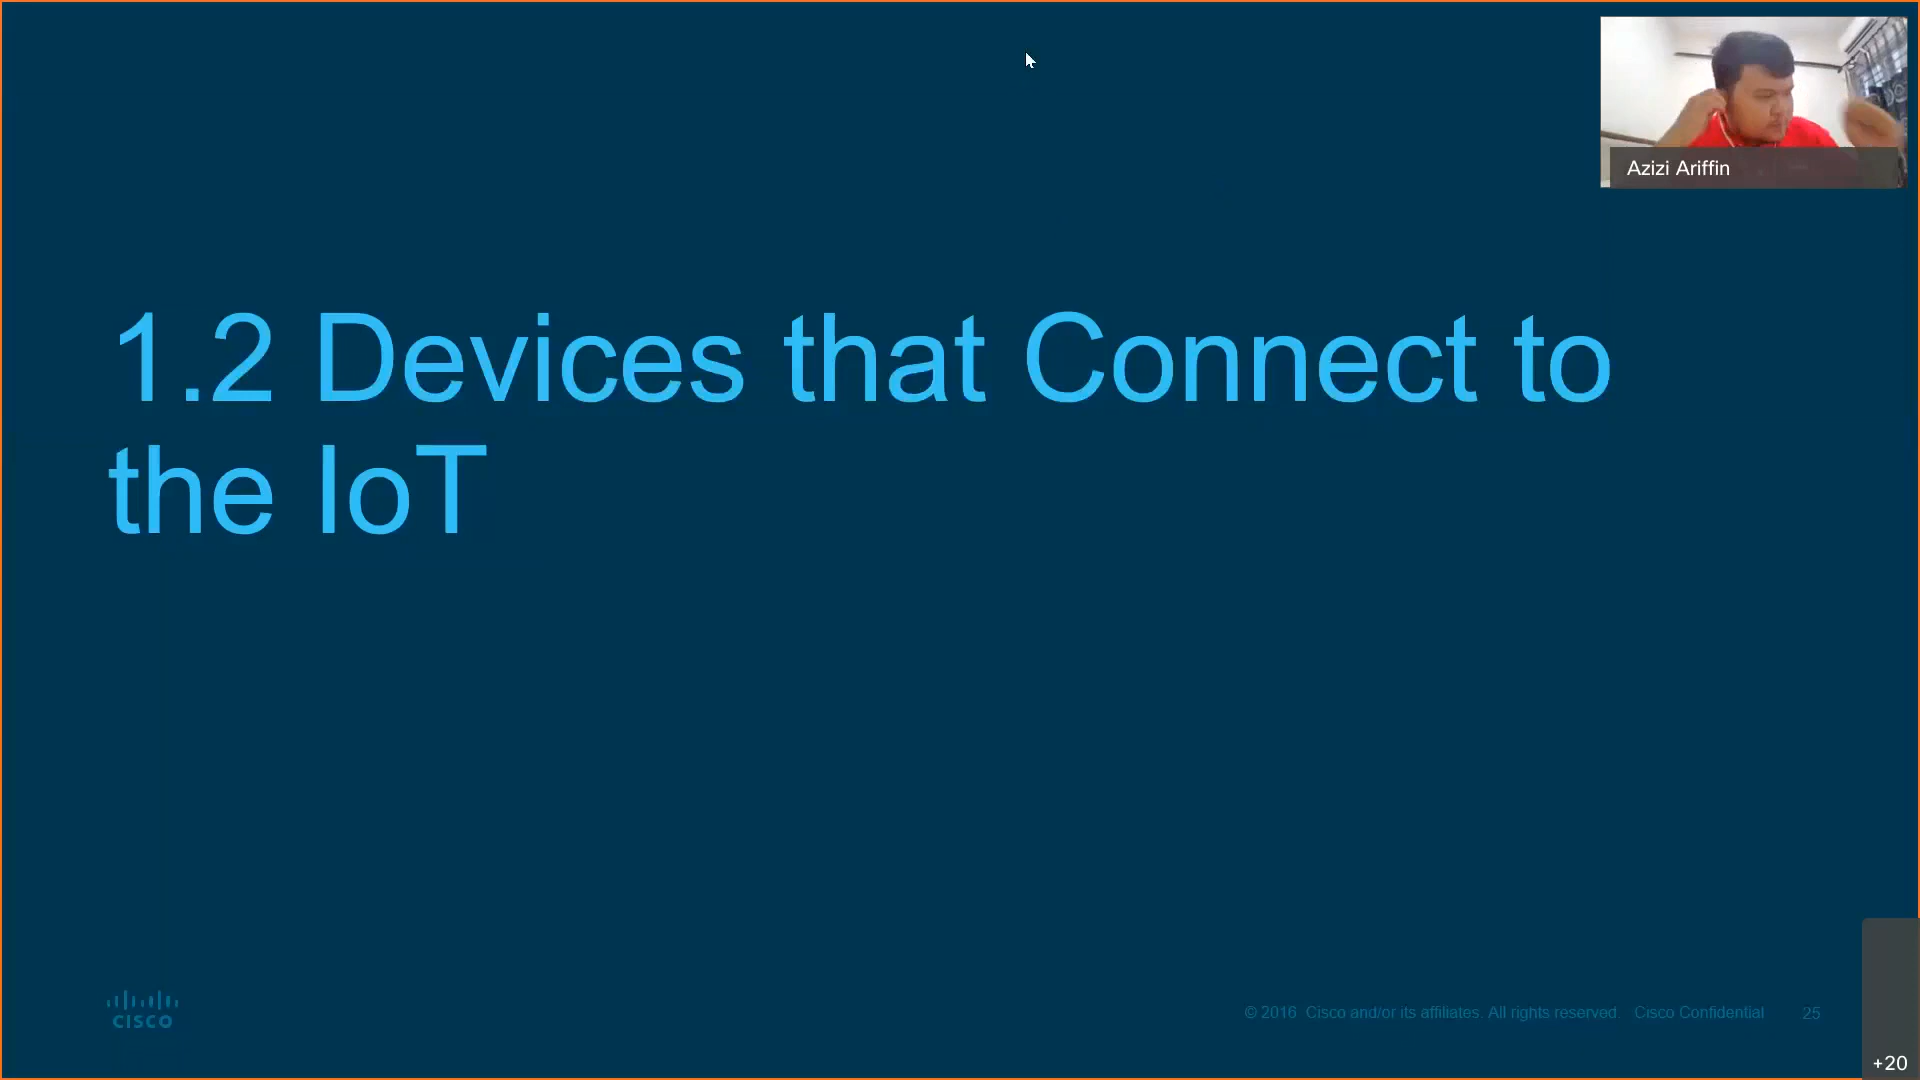 Azizi Ariffin
1.2 Devices that Connect to
the IoT
CISCO
© 2016 Cisco and/or its affiliates. All rights reserved. Cisco Confidential 25
+20